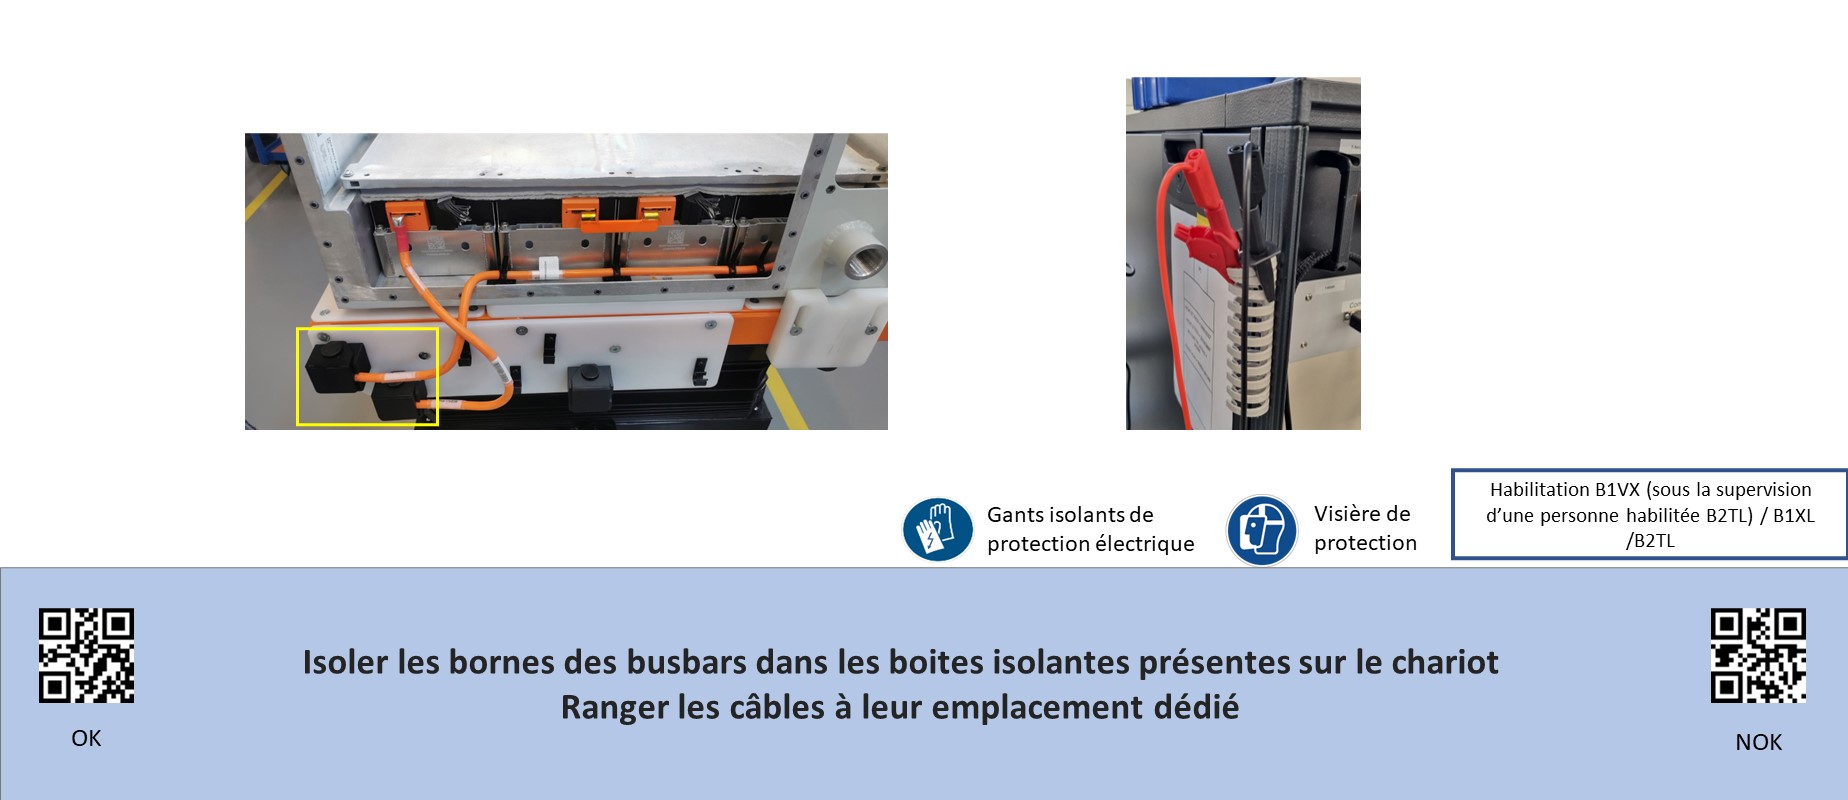 Gants isolants de
protection électrique
Visière de
protection
Habilitation B1VX (sous la supervision
d’une personne habilitée B2TL) / B1XL
/B2TL
Isoler les bornes des busbars dans les boites isolantes présentes sur le chariot
Ranger les câbles à leur emplacement dédié
OK
NOK